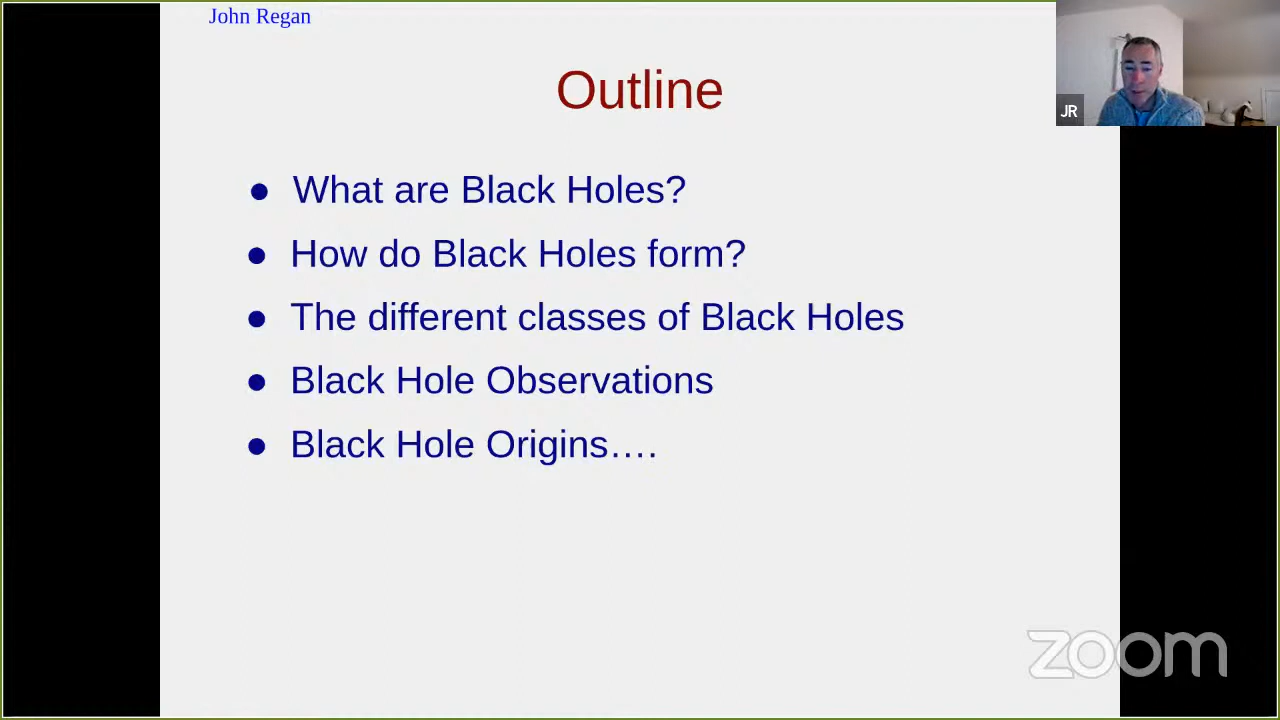 John Regan
Outline
JR
● What are Black Holes?
● How do Black Holes form?
● The different classes of Black Holes
● Black Hole Observations
● Black Hole Origins….
zoom